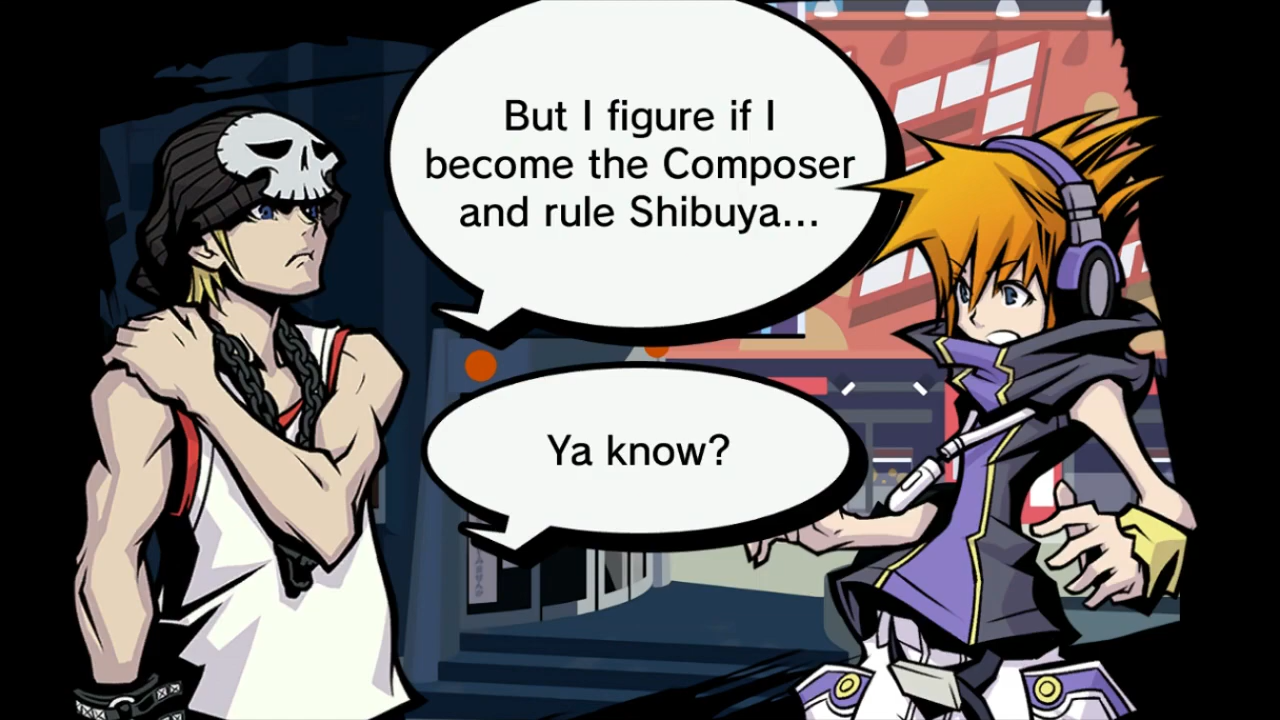 But I figure if I
become the Composer
and rule Shibuya...
Ya know?